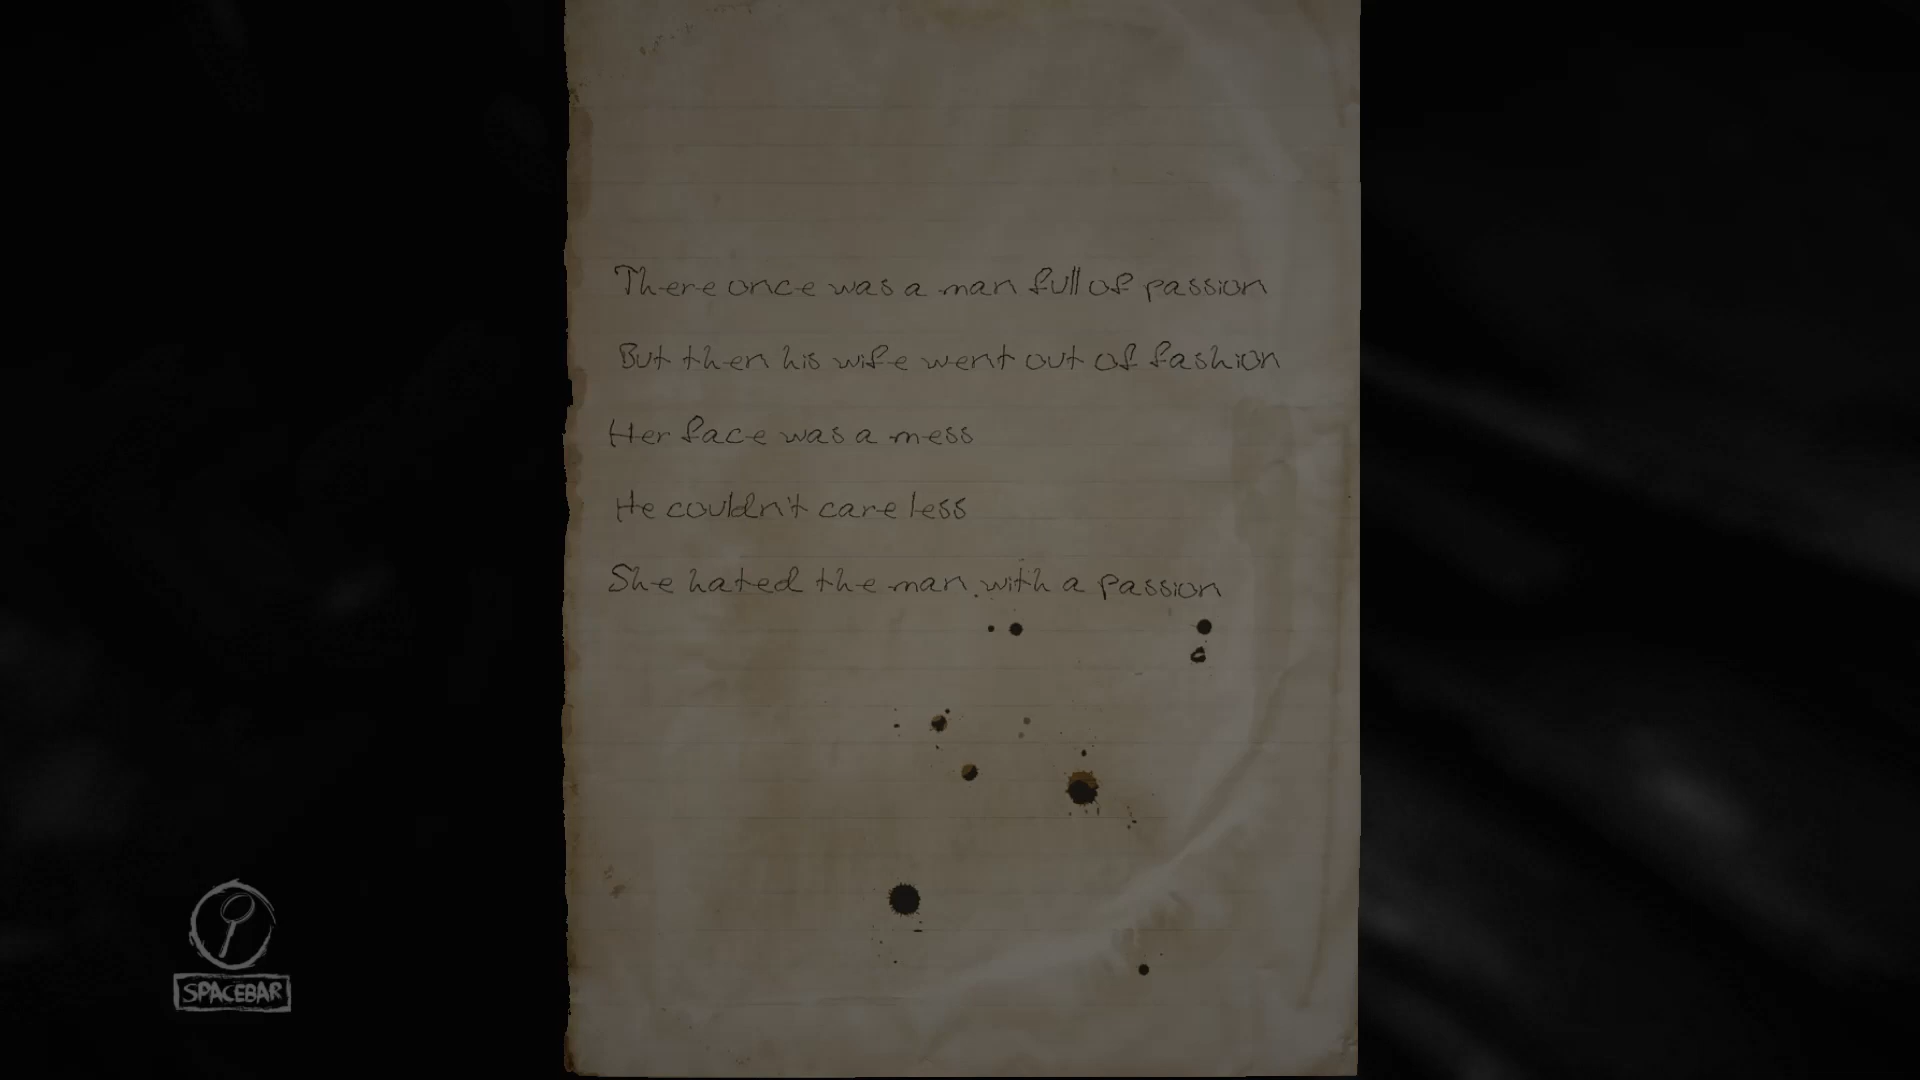 There once was a man full of passion
But then his wife went out of fashion
Her face was a mess
He couldn't care less
She hated the man with a passion
SPACEBAR